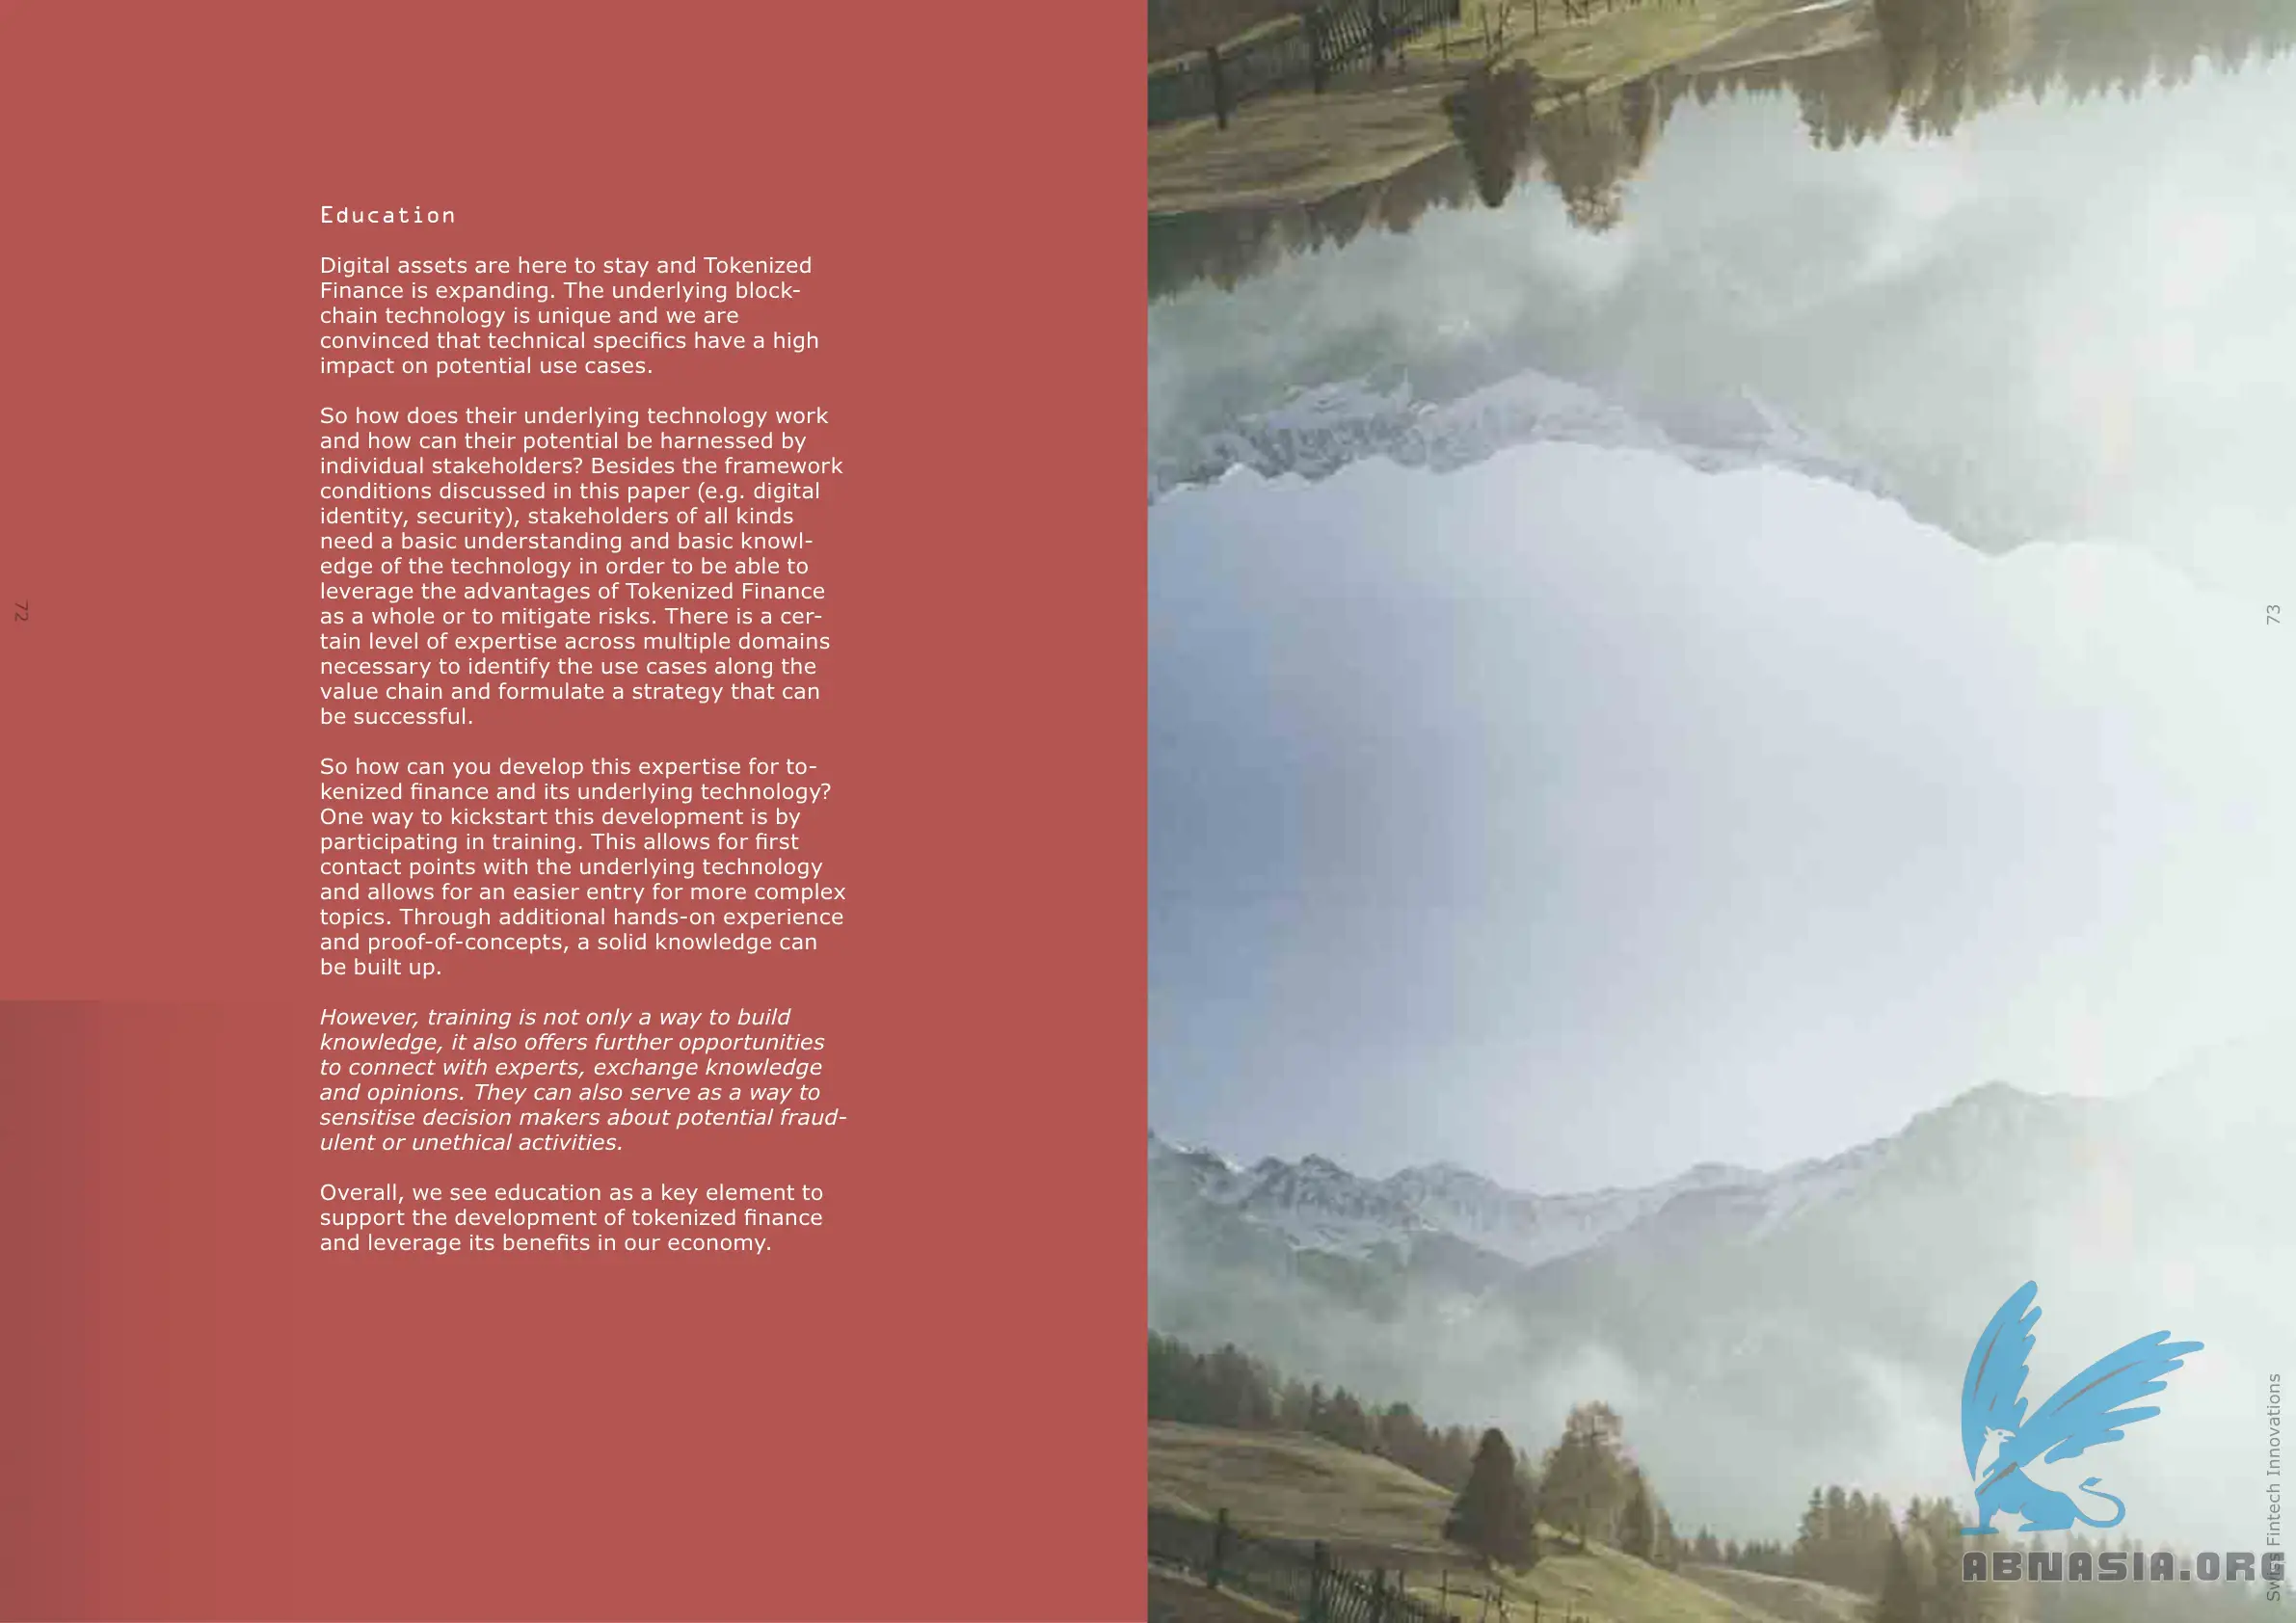 Education
Digital assets are here to stay and Tokenized
Finance is expanding. The underlying block-
chain technology is unique and we are
convinced that technical specifics have a high
impact on potential use cases.
So how does their underlying technology work
and how can their potential be harnessed by
individual stakeholders? Besides the framework
conditions discussed in this paper (e.g. digital
identity, security), stakeholders of all kinds
need a basic understanding and basic knowl-
edge of the technology in order to be able to
leverage the advantages of Tokenized Finance
as a whole or to mitigate risks. There is a cer-
tain level of expertise across multiple domains
necessary to identify the use cases along the
value chain and formulate a strategy that can
be successful.
So how can you develop this expertise for to-
kenized finance and its underlying technology?
One way to kickstart this development is by
participating in training. This allows for first
contact points with the underlying technology
and allows for an easier entry for more complex
topics. Through additional hands-on experience
and proof-of-concepts, a solid knowledge can
be built up.
However, training is not only a way to build
knowledge, it also offers further opportunities
to connect with experts, exchange knowledge
and opinions. They can also serve as a way to
sensitise decision makers about potential fraud-
ulent or unethical activities.
Overall, we see education as a key element to
support the development of tokenized finance
and leverage its benefits in our economy.
72
73
Swiss Fintech Innovations
ABNASIA.ORG